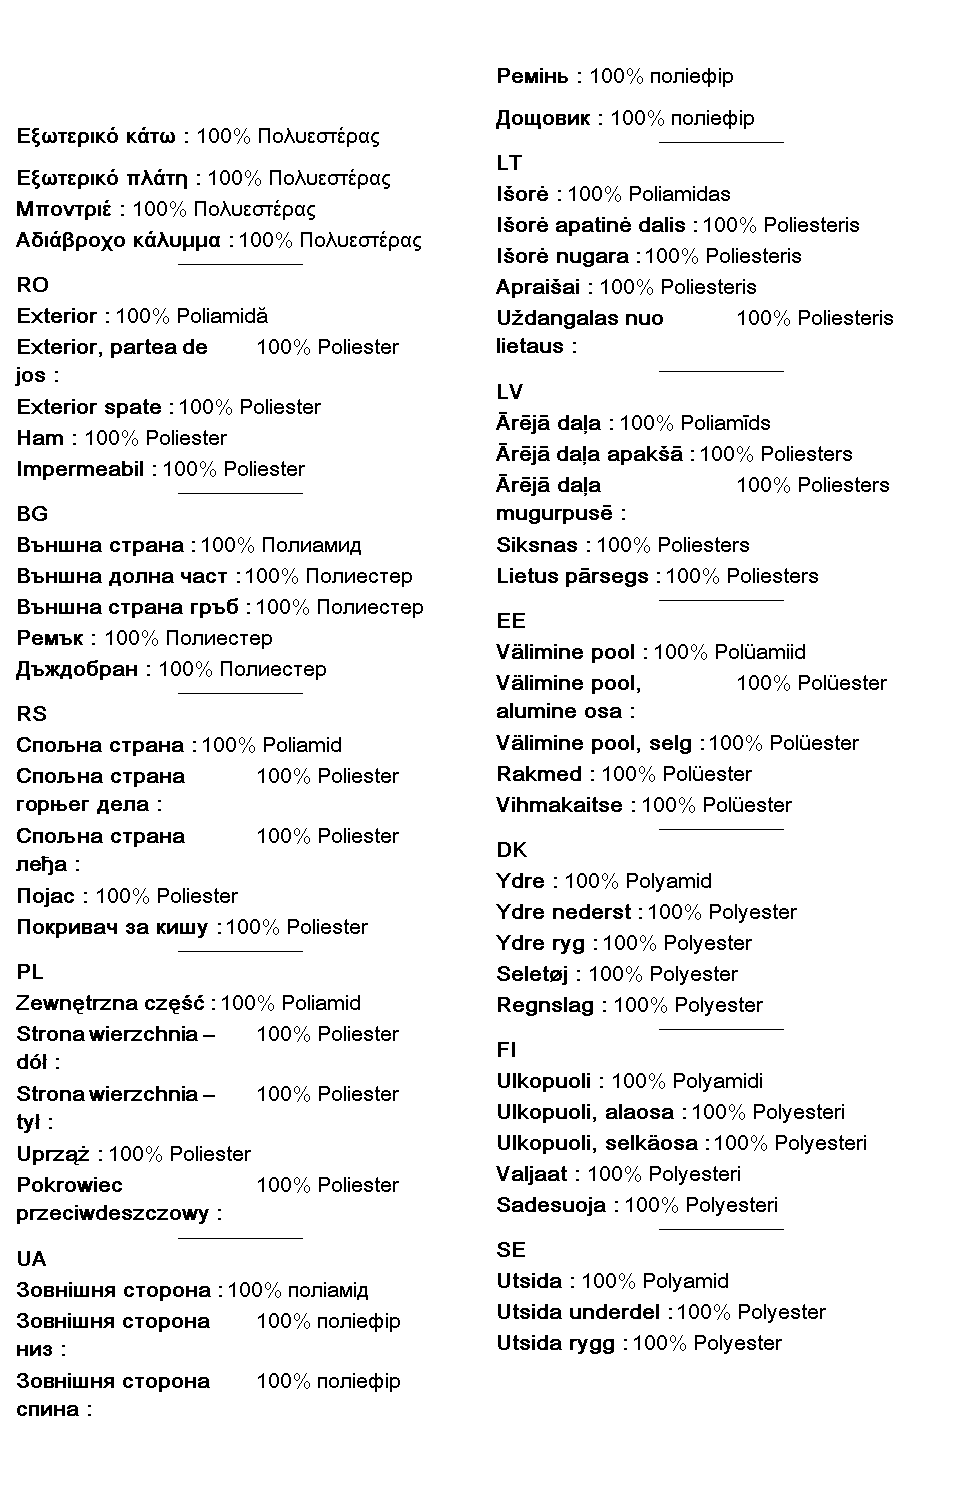 Εξωτερικό κάτω : 100% Πολυεστέρας
Εξωτερικό πλάτη : 100% Πολυεστέρας
Μποντριέ : 100% Πολυεστέρας
Αδιάβροχο κάλυμμα : 100% Πολυεστέρας
RO
Exterior : 100% Poliamidă
Exterior, partea de 100% Poliester
jos :
Exterior spate : 100% Poliester
Ham : 100% Poliester
Impermeabil : 100% Poliester
BG
Външна страна : 100% Полиамид
Външна долна част : 100% Полиестер
Външна страна гръб : 100% Полиестер
Ремък : 100% Полиестер
Дъждобран : 100% Полиестер
RS
Спољна страна : 100% Poliamid
Спољна страна 100% Poliester
горњег дела :
Спољна страна 100% Poliester
леђа :
Појас : 100% Poliester
Покривач за кишу : 100% Poliester
PL
Zewnętrzna część : 100% Poliamid
Strona wierzchnia – 100% Poliester
dół :
Strona wierzchnia – 100% Poliester
tył :
Uprząż : 100% Poliester
Pokrowiec 100% Poliester
przeciwdeszczowy :
UA
Зовнішня сторона : 100% поліамід
Зовнішня сторона 100% поліефір
низ :
Зовнішня сторона 100% поліефір
спина :
Ремінь : 100% поліефір
Дощовик : 100% поліефір
LT
Išorė : 100% Poliamidas
Išorė apatinė dalis : 100% Poliesteris
Išorė nugara : 100% Poliesteris
Apraišai : 100% Poliesteris
Uždangalas nuo 100% Poliesteris
lietaus :
LV
Ārējā daļa : 100% Poliamīds
Ārējā daļa apakšā : 100% Poliesters
Ārējā daļa 100% Poliesters
mugurpusē :
Siksnas : 100% Poliesters
Lietus pārsegs : 100% Poliesters
EE
Välimine pool : 100% Polüamiid
Välimine pool, 100% Polüester
alumine osa :
Välimine pool, selg : 100% Polüester
Rakmed : 100% Polüester
Vihmakaitse : 100% Polüester
DK
Ydre : 100% Polyamid
Ydre nederst : 100% Polyester
Ydre ryg : 100% Polyester
Seletøj : 100% Polyester
Regnslag : 100% Polyester
FI
Ulkopuoli : 100% Polyamidi
Ulkopuoli, alaosa : 100% Polyesteri
Ulkopuoli, selkäosa : 100% Polyesteri
Valjaat : 100% Polyesteri
Sadesuoja : 100% Polyesteri
SE
Utsida : 100% Polyamid
Utsida underdel : 100% Polyester
Utsida rygg : 100% Polyester